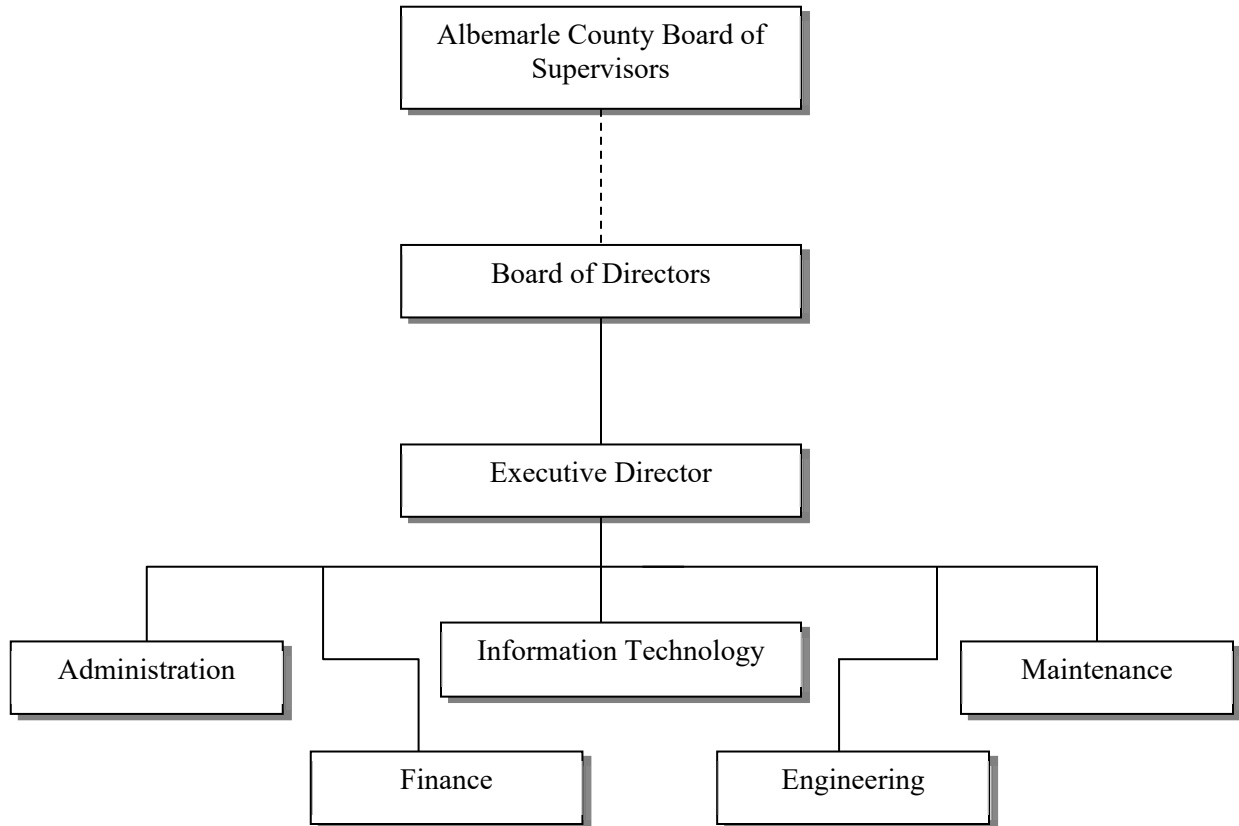 Albemarle County Board of
Supervisors
Board of Directors
Executive Director
Administration
Information Technology
Maintenance
Finance
Engineering